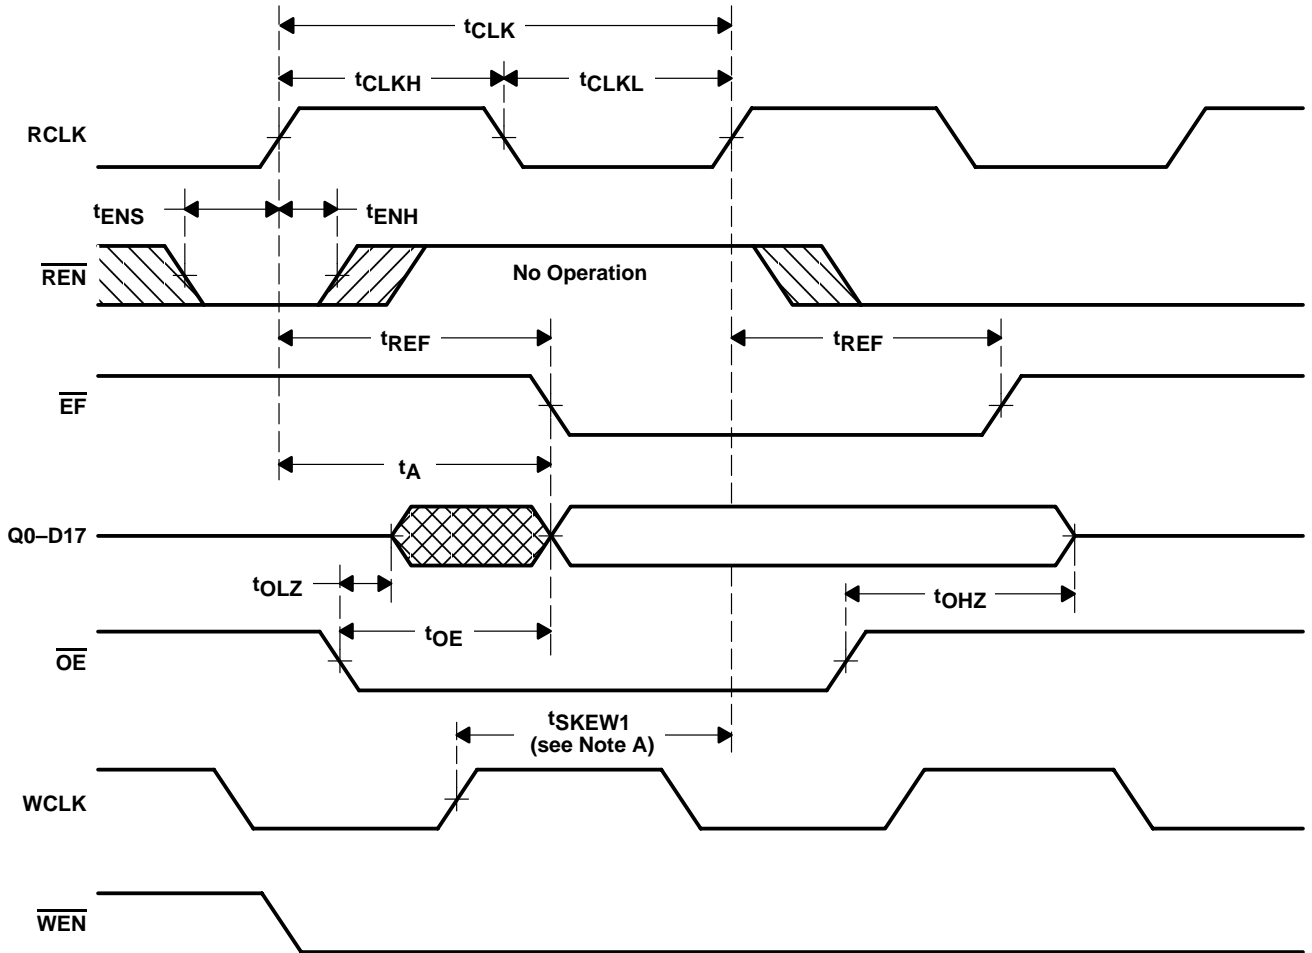 tCLK
tCLKH
tCLKL
RCLK
tENS
tENH
REN
No Operation
tREF
tREF
EF
tA
Q0–D17
tOLZ
tOHZ
tOE
OE
tSKEW1
(see Note A)
WCLK
WEN